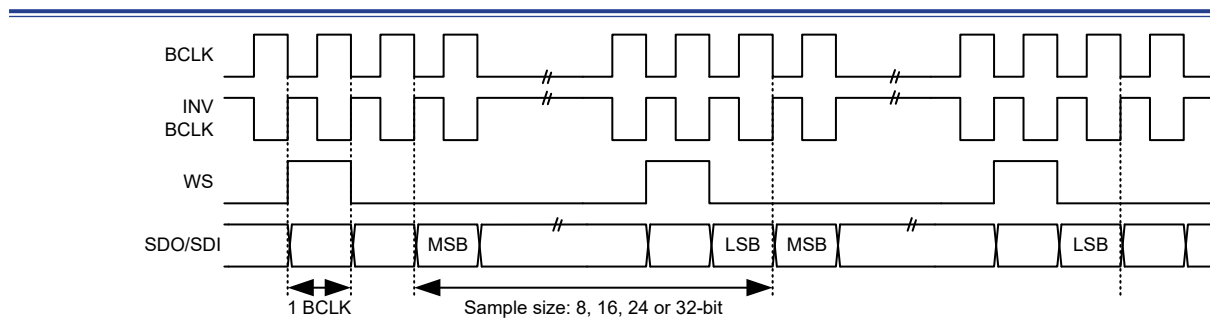 BCLK
INV
BCLK
WS
SDO/SDI
MSB
LSB
MSB
LSB
1 BCLK
Sample size: 8, 16, 24 or 32-bit